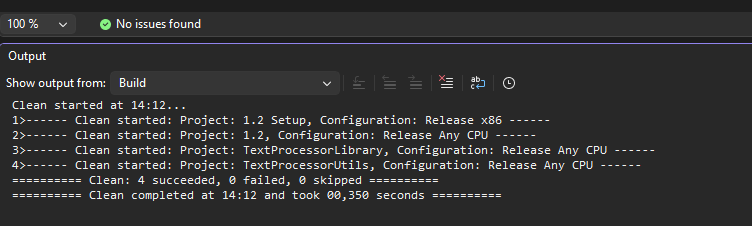 100 %
No issues found
Output
Show output from: Build
Clean started at 14:12...
1>------ Clean started: Project: 1.2 Setup, Configuration: Release x86 ------
2>------ Clean started: Project: 1.2, Configuration: Release Any CPU ------
3>------ Clean started: Project: TextProcessorLibrary, Configuration: Release Any CPU ------
4>------ Clean started: Project: TextProcessorUtils, Configuration: Release Any CPU ------
========== Clean: 4 succeeded, 0 failed, 0 skipped ==========
========== Clean completed at 14:12 and took 00,350 seconds ==========